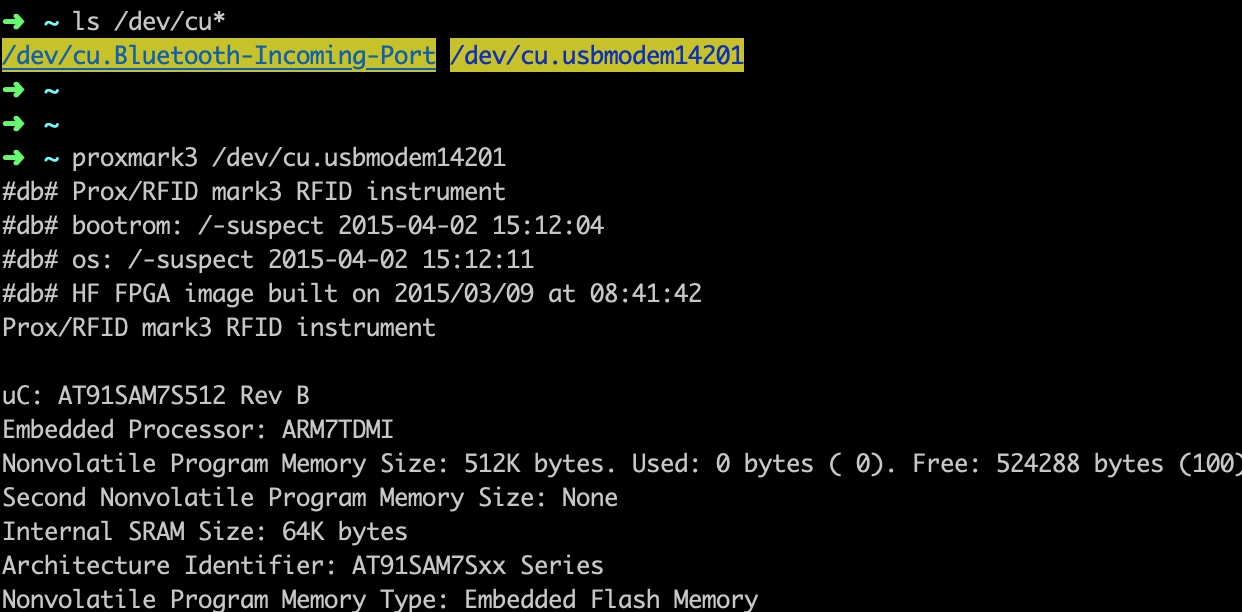 ➜ ~ ls /dev/cu*
/dev/cu.Bluetooth-Incoming-Port /dev/cu.usbmodem14201
➜ ~
➜ ~
➜ ~ proxmark3 /dev/cu.usbmodem14201
#db# Prox/RFID mark3 RFID instrument
#db# bootrom: /-suspect 2015-04-02 15:12:04
#db# os: /-suspect 2015-04-02 15:12:11
#db# HF FPGA image built on 2015/03/09 at 08:41:42
Prox/RFID mark3 RFID instrument
uC: AT91SAM7S512 Rev B
Embedded Processor: ARM7TDMI
Nonvolatile Program Memory Size: 512K bytes. Used: 0 bytes ( 0). Free: 524288 bytes (100)
Second Nonvolatile Program Memory Size: None
Internal SRAM Size: 64K bytes
Architecture Identifier: AT91SAM7Sxx Series
Nonvolatile Program Memory Type: Embedded Flash Memory